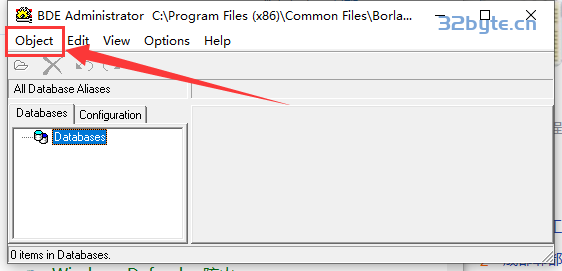 BDE Administrator C:\Program Files (x86)\Common Files\Borla
32byte.cn
Object Edit View Options Help
All Database Aliases
Databases Configuration
Databases
0 items in Databases.